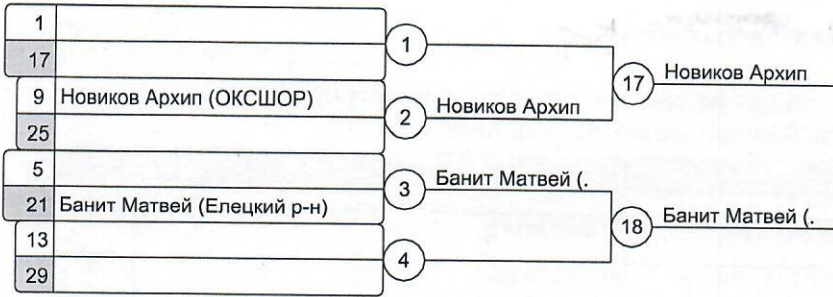 1
17
1
17
Новиков Архип
9
Новиков Архип (ОКСШОР)
2
Новиков Архип
25
5
3
Банит Матвей (.
21
Банит Матвей (Елецкий р-н)
18
Банит Матвей (.
13
4
29